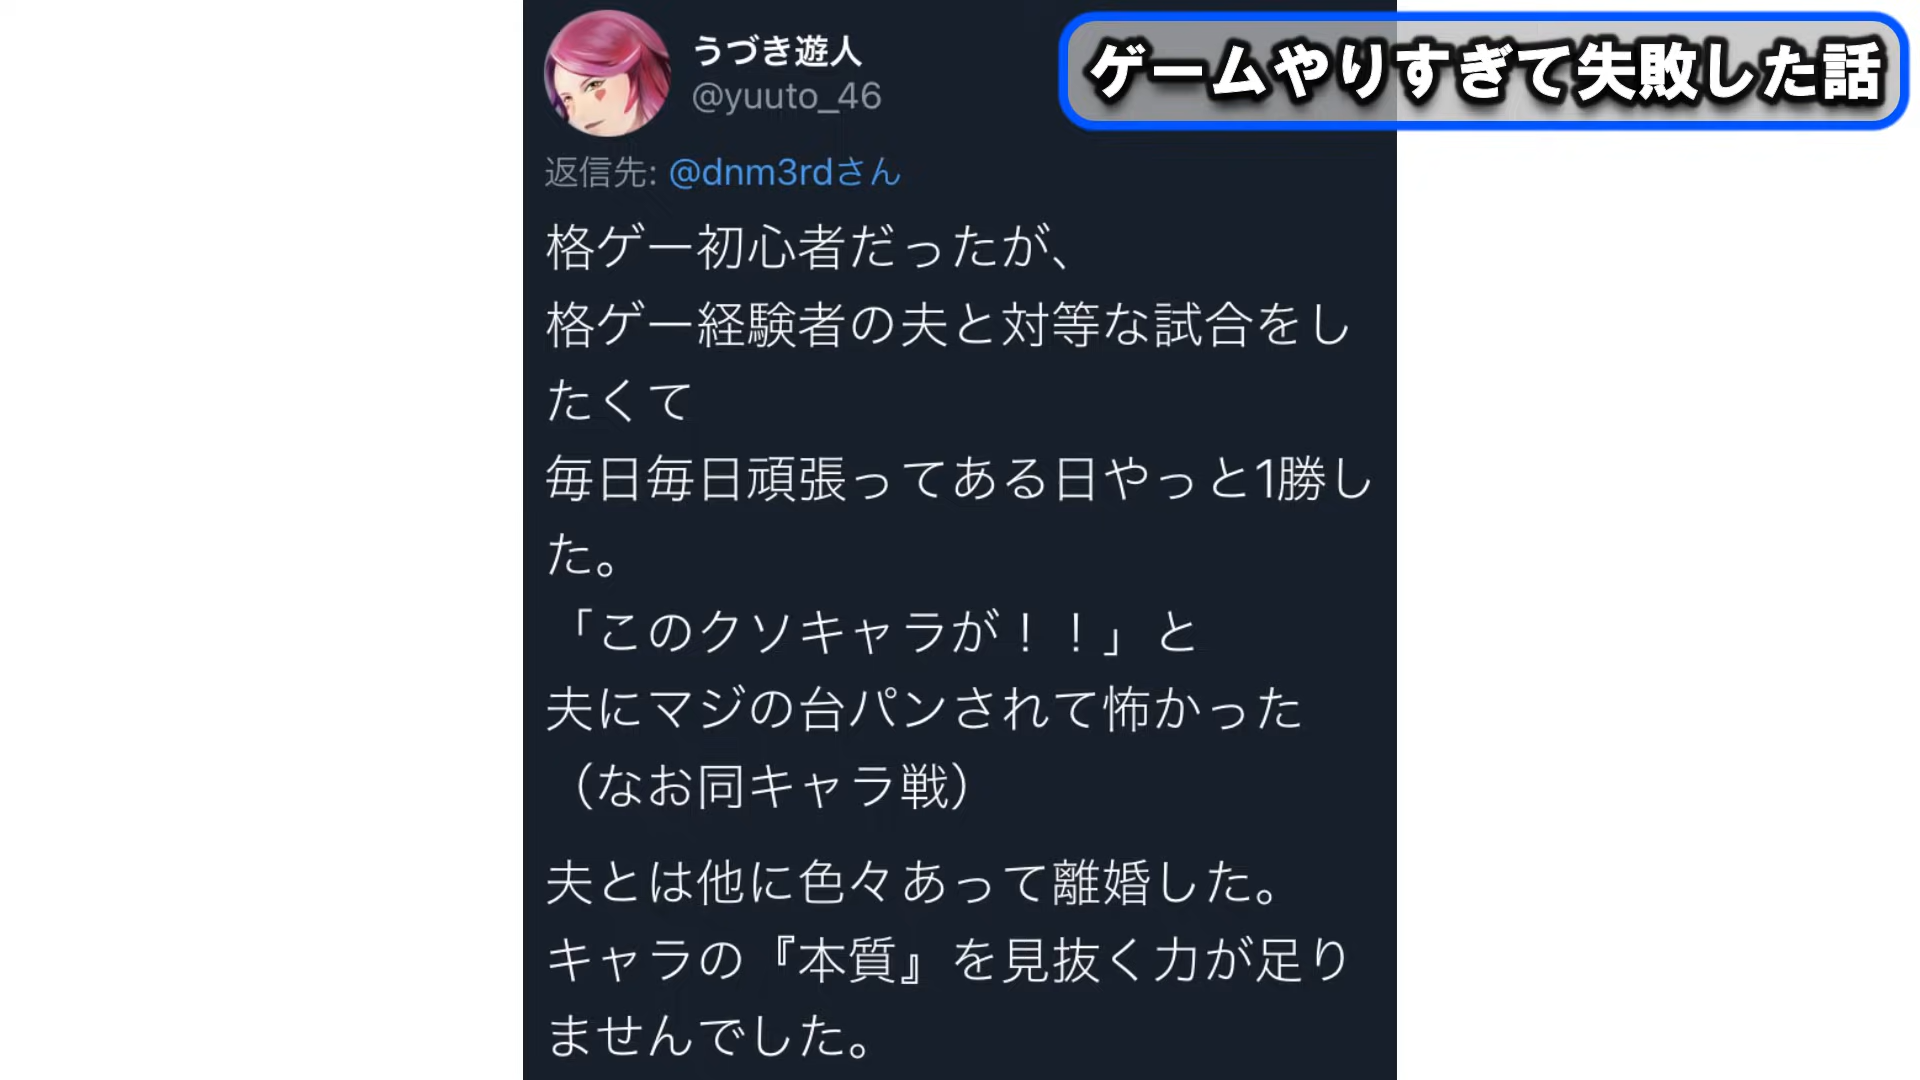 うづき遊人
@yuuto_46
ゲームやりすぎて失敗した話
返信先: @dnm3rdさん
格ゲー初心者だったが、
格ゲー経験者の夫と対等な試合をし
たくて
毎日毎日頑張ってある日やっと1勝し
た。
「このクソキャラが！！」と
夫にマジの台パンされて怖かった
（なお同キャラ戦）
夫とは他に色々あって離婚した。
キャラの『本質』を見抜く力が足り
ませんでした。